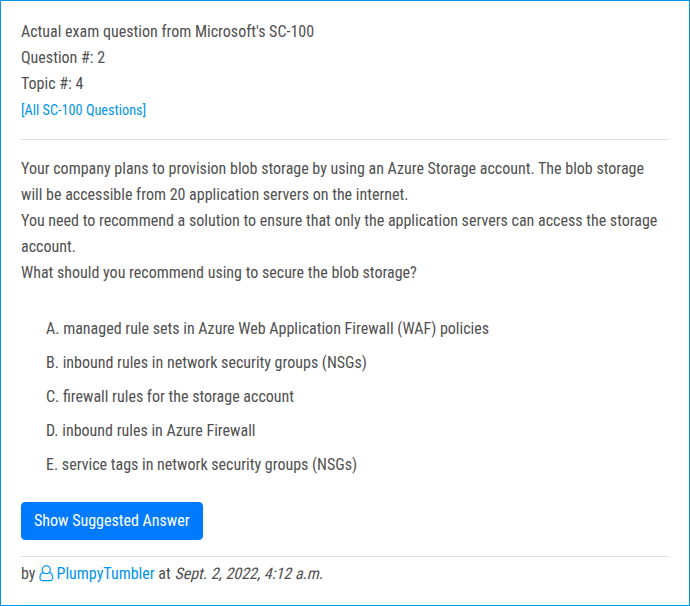 Actual exam question from Microsoft's SC-100
Question #: 2
Topic #: 4
[All SC-100 Questions]
Your company plans to provision blob storage by using an Azure Storage account. The blob storage
will be accessible from 20 application servers on the internet.
You need to recommend a solution to ensure that only the application servers can access the storage
account.
What should you recommend using to secure the blob storage?
A. managed rule sets in Azure Web Application Firewall (WAF) policies
B. inbound rules in network security groups (NSGs)
C. firewall rules for the storage account
D. inbound rules in Azure Firewall
E. service tags in network security groups (NSGs)
Show Suggested Answer
by PlumpyTumbler at Sept. 2, 2022, 4:12 a.m.